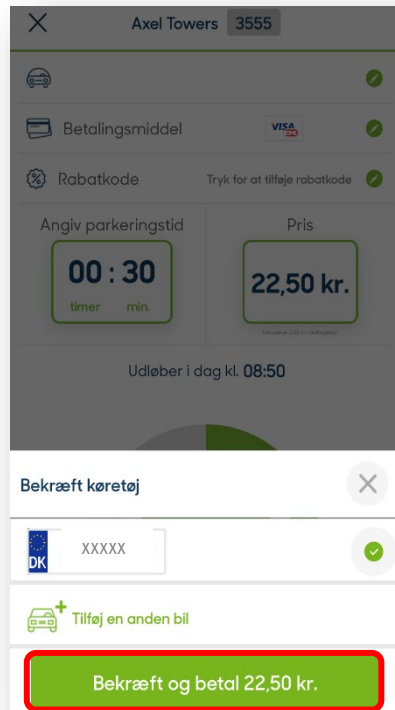 Axel Towers 3555
Betalingsmiddel VISA
Rabatkode Tryk for at tilføje rabatkode
Angiv parkeringstid Pris
00 : 30 22,50 kr.
timer min.
Udløber i dag kl. 08:50
Bekræft køretøj
DK XXXXX
Tilføj en anden bil
Bekræft og betal 22,50 kr.